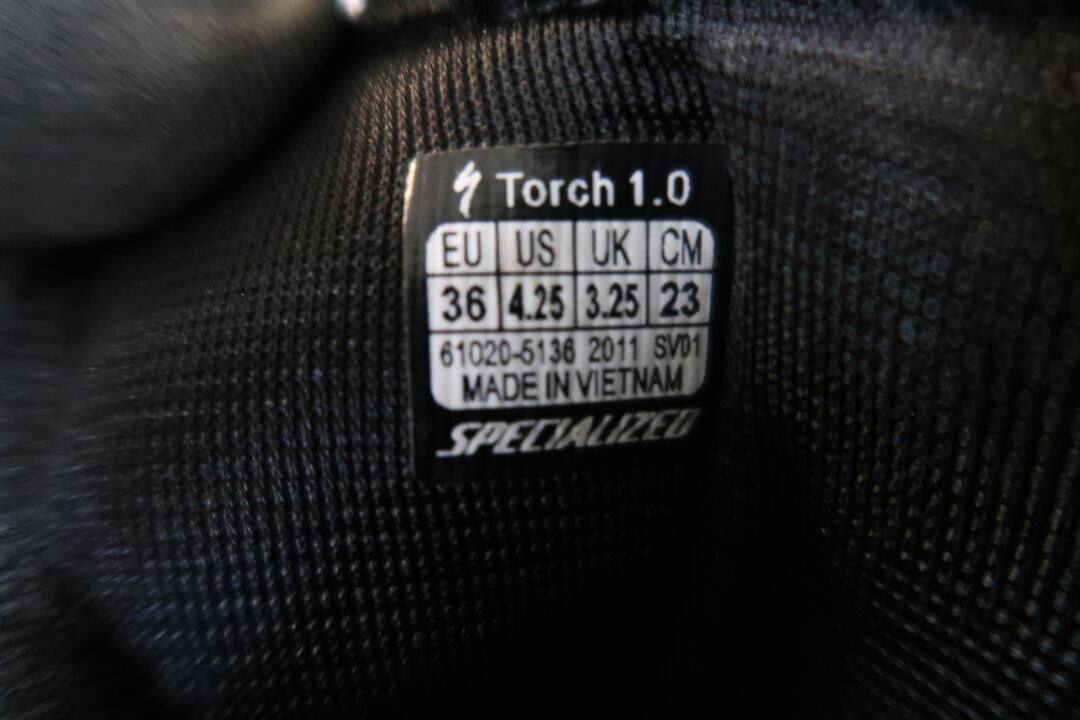 Torch 1.0
EU US UK CM
36 4.25 3.25 23
61020-5136 2011 SV01
MADE IN VIETNAM
SPECIALIZED